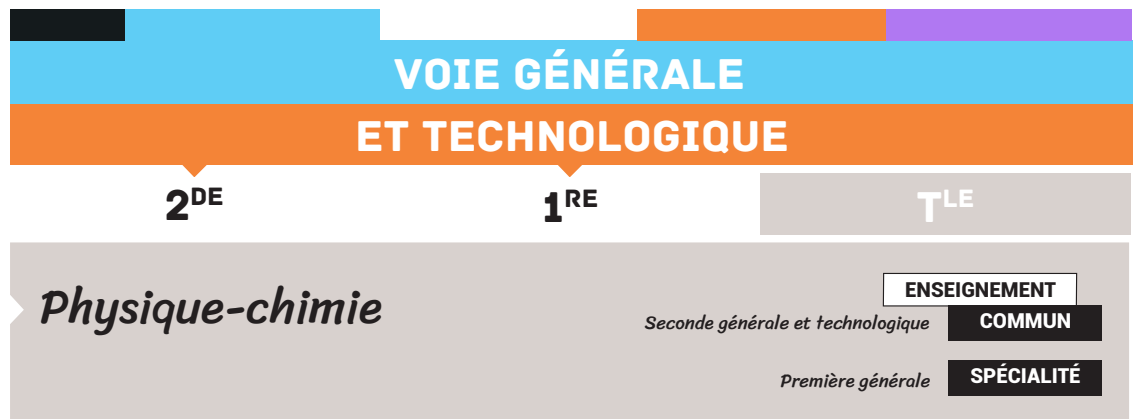 VOIE GÉNÉRALE
ET TECHNOLOGIQUE
2DE 1RE TLE
Physique-chimie
ENSEIGNEMENT
Seconde générale et technologique COMMUN
Première générale SPÉCIALITÉ